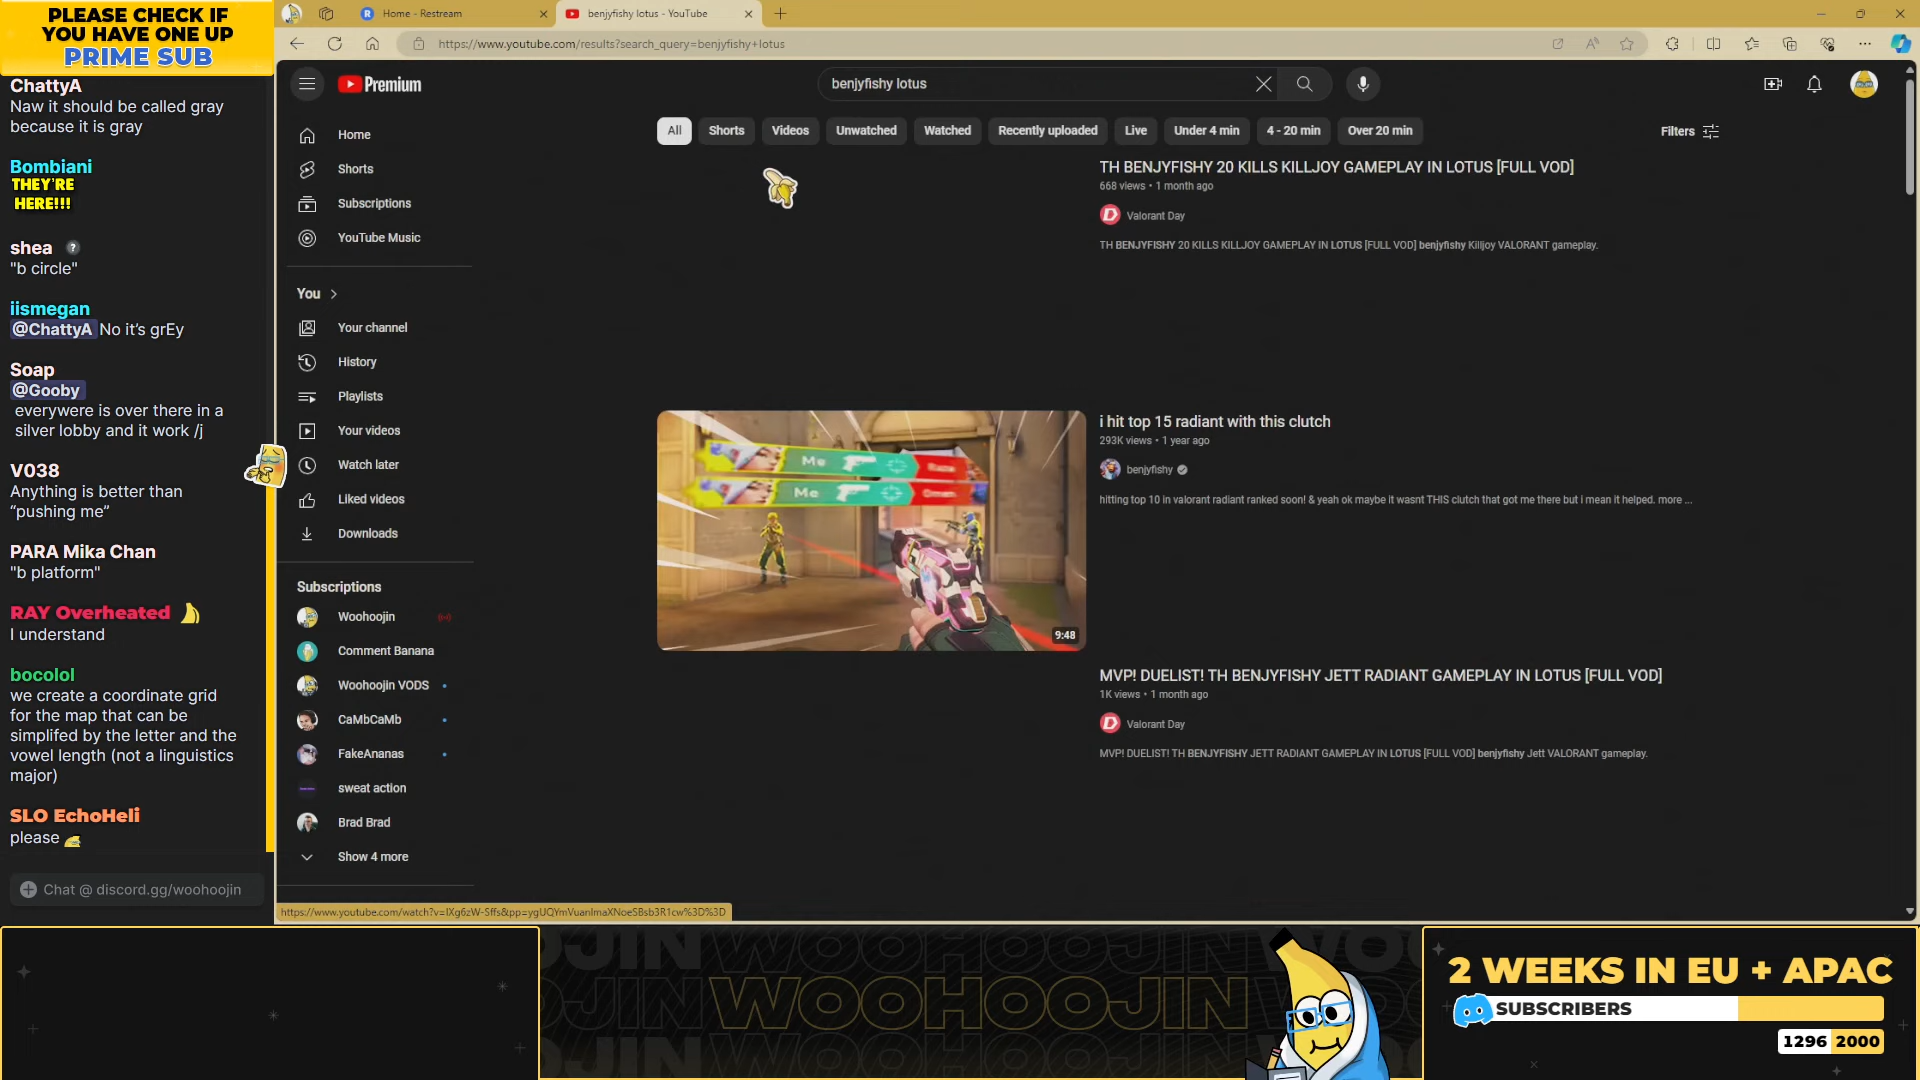 PLEASE CHECK IF
YOU HAVE ONE UP
PRIME SUB
ChattyA
Naw it should be called gray
because it is gray
Bombiani
THEY'RE
HERE!!!
shea ?
"b circle"
iismegan
@ChattyA No it's grEy
Soap
@Gooby
everywere is over there in a
silver lobby and it work /j
V038
Anything is better than
“pushing me”
PARA Mika Chan
"b platform"
RAY Overheated
I understand
bocolol
we create a coordinate grid
for the map that can be
simplifed by the letter and the
vowel length (not a linguistics
major)
SLO EchoHeli
please
Chat @ discord.gg/woohoojin
Home - Restream
benjyfishy lotus - YouTube
https://www.youtube.com/results?search_query=benjyfishy+lotus
Premium
benjyfishy lotus
All
Shorts
Videos
Unwatched
Watched
Recently uploaded
Live
Under 4 min
4 - 20 min
Over 20 min
Filters
Home
Shorts
Subscriptions
YouTube Music
You
Your channel
History
Playlists
Your videos
Watch later
Liked videos
Downloads
Subscriptions
Woohoojin
Comment Banana
Woohoojin VODS
CaMbCaMb
FakeAnanas
sweat action
Brad Brad
Show 4 more
TH BENJYFISHY 20 KILLS KILLJOY GAMEPLAY IN LOTUS [FULL VOD]
668 views • 1 month ago
Valorant Day
TH BENJYFISHY 20 KILLS KILLJOY GAMEPLAY IN LOTUS [FULL VOD] benjyfishy Killjoy VALORANT gameplay.
Me
Me
9:48
i hit top 15 radiant with this clutch
293K views • 1 year ago
benjyfishy
hitting top 10 in valorant radiant ranked soon! & yeah ok maybe it wasnt THIS clutch that got me there but i mean it helped. more ...
MVP! DUELIST! TH BENJYFISHY JETT RADIANT GAMEPLAY IN LOTUS [FULL VOD]
1K views • 1 month ago
Valorant Day
MVP! DUELIST! TH BENJYFISHY JETT RADIANT GAMEPLAY IN LOTUS [FULL VOD] benjyfishy Jett VALORANT gameplay.
WOOHOOJIN
2 WEEKS IN EU + APAC
SUBSCRIBERS
1296 2000